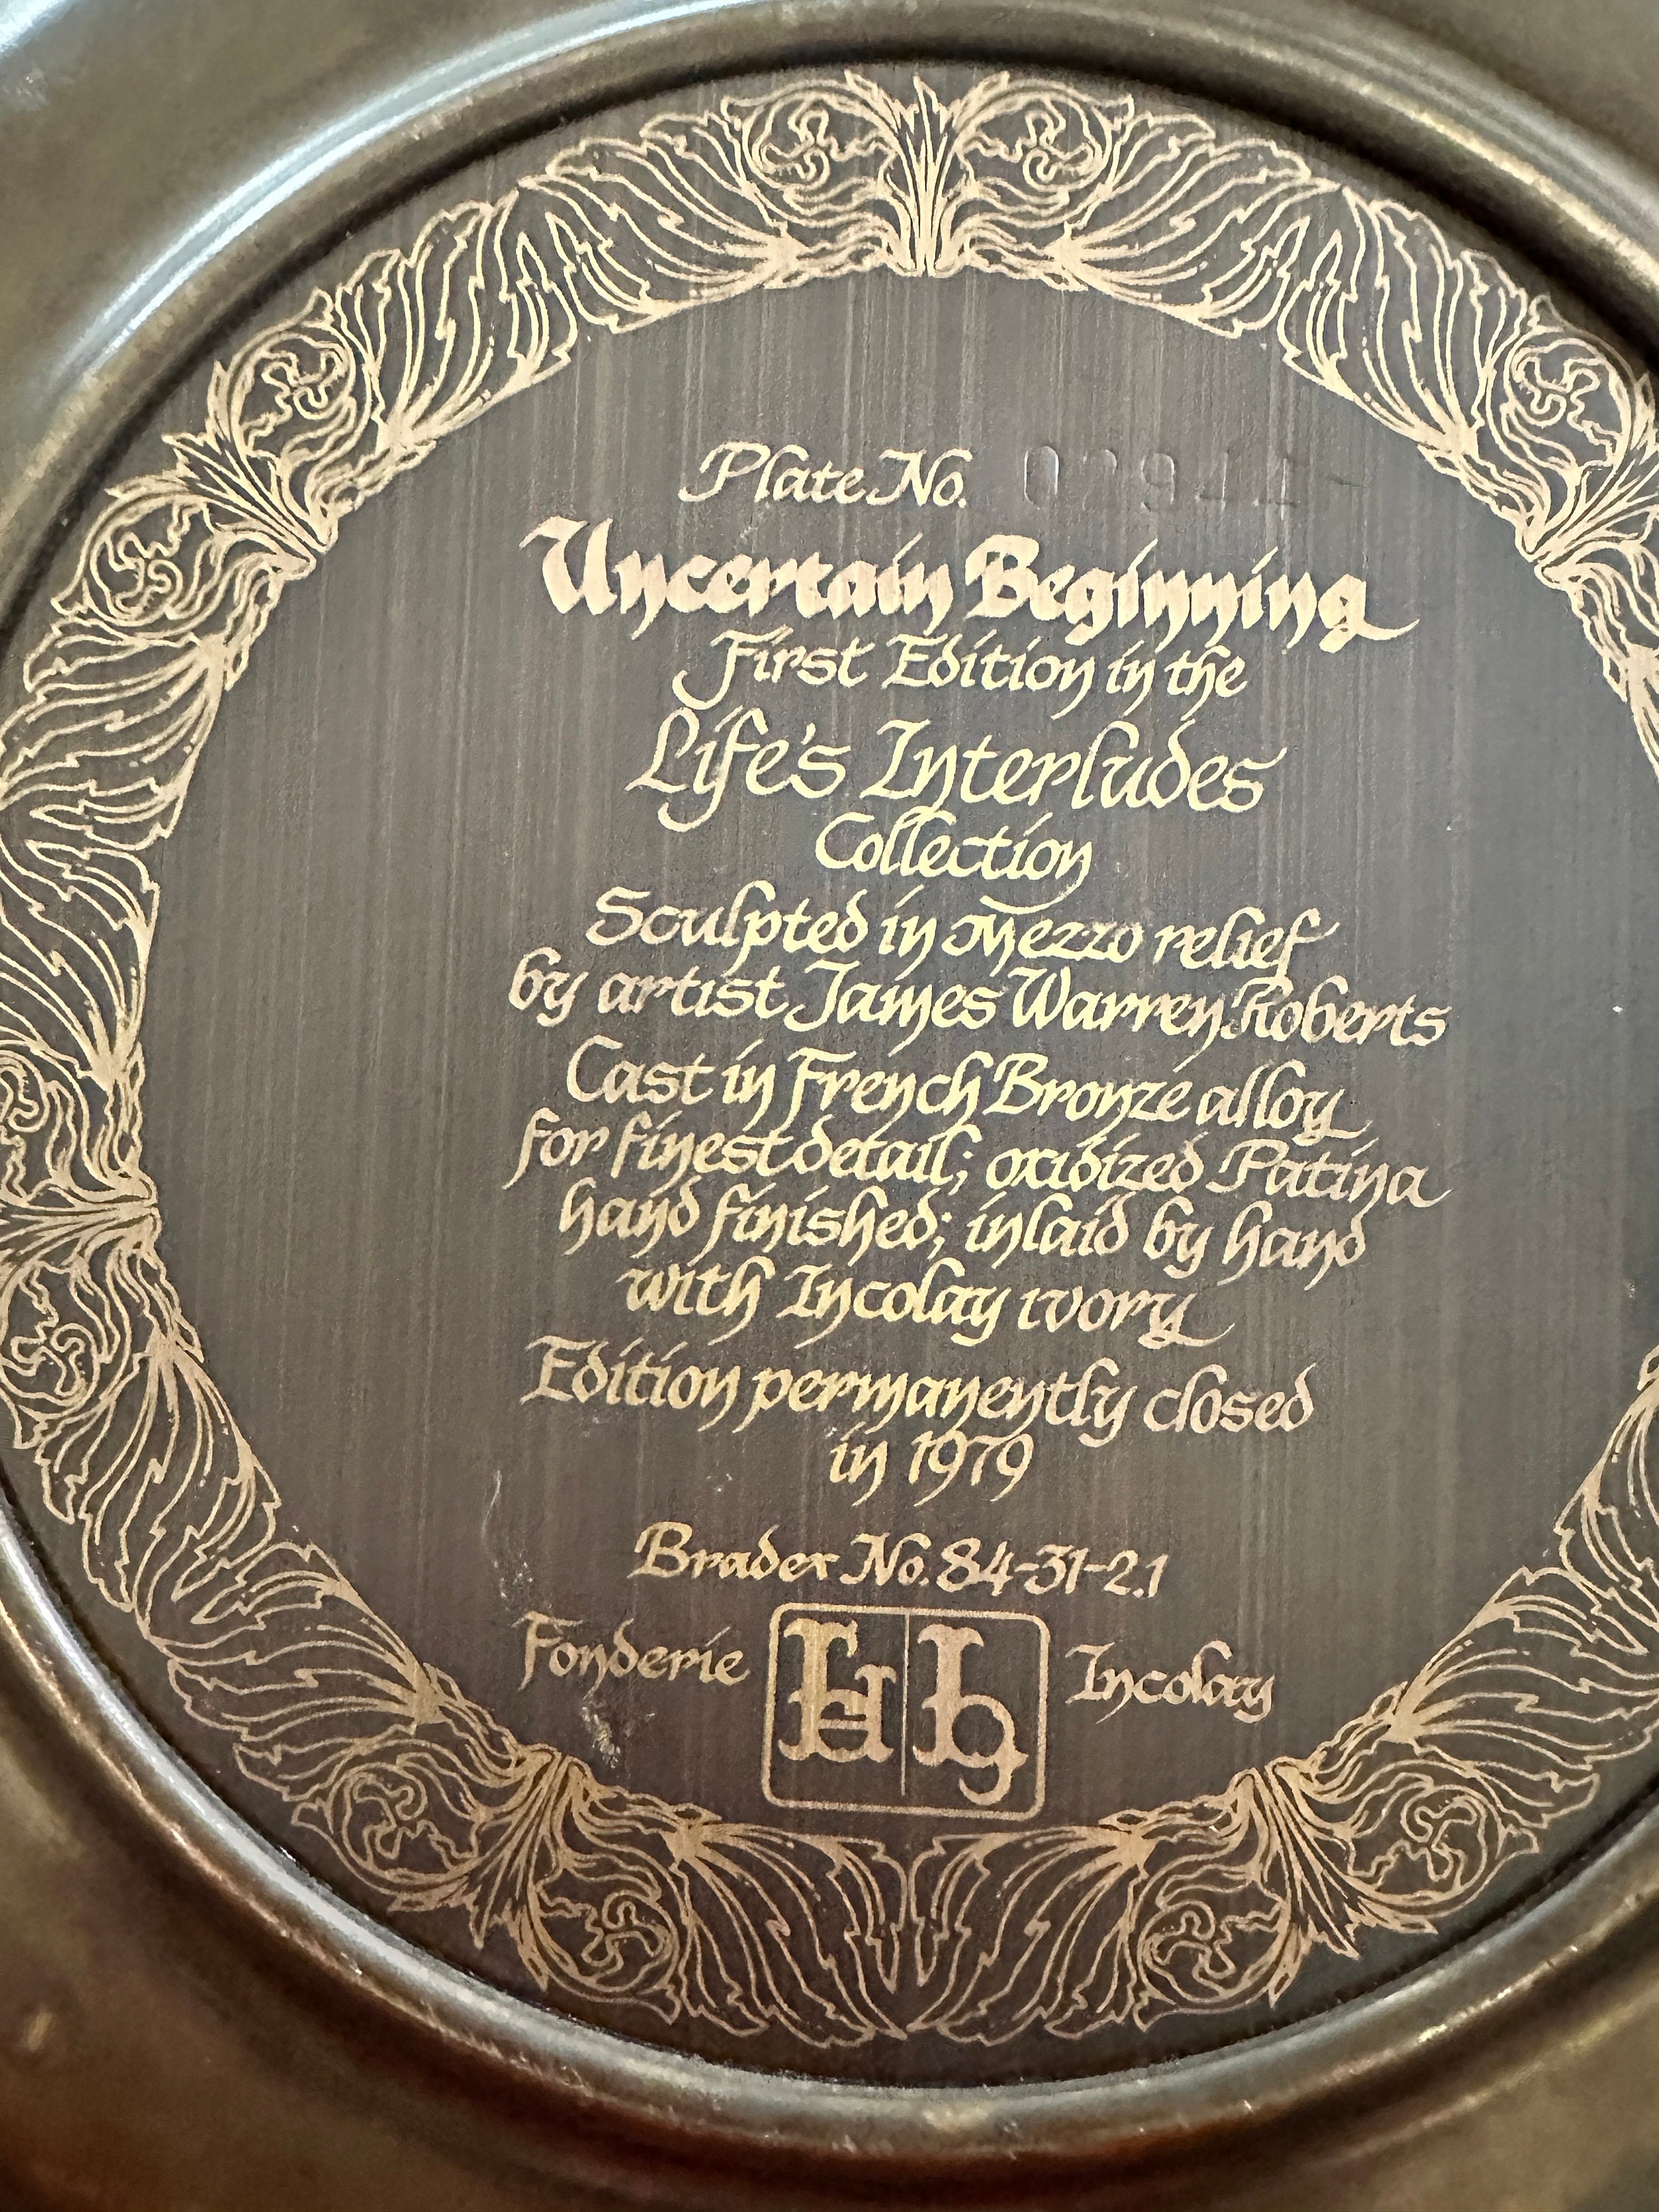 Plate No.
Uncertain Beginning
First Edition in the
Life's Interludes
Collection
Sculpted in Mezzo relief
by artist James Warren Roberts
Cast in French Bronze alloy
for finest detail; oxidized Patina
hand finished; inlaid by hand
with Incolay ivory
Edition permanently closed
in 1979
Bradex No. 84-31-2.1
Fonderie Incolay